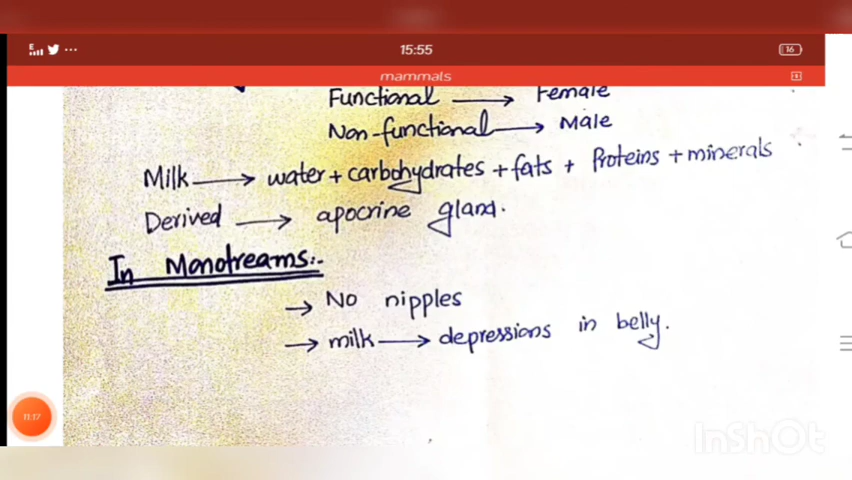 15:55
16
mammals
Functional → Female
Non-functional → Male
Milk → water + carbohydrates + fats + Proteins + minerals
Derived → apocrine gland.
In Monotreams:-
→ No nipples
→ milk → depressions in belly.
11:17
InShOt